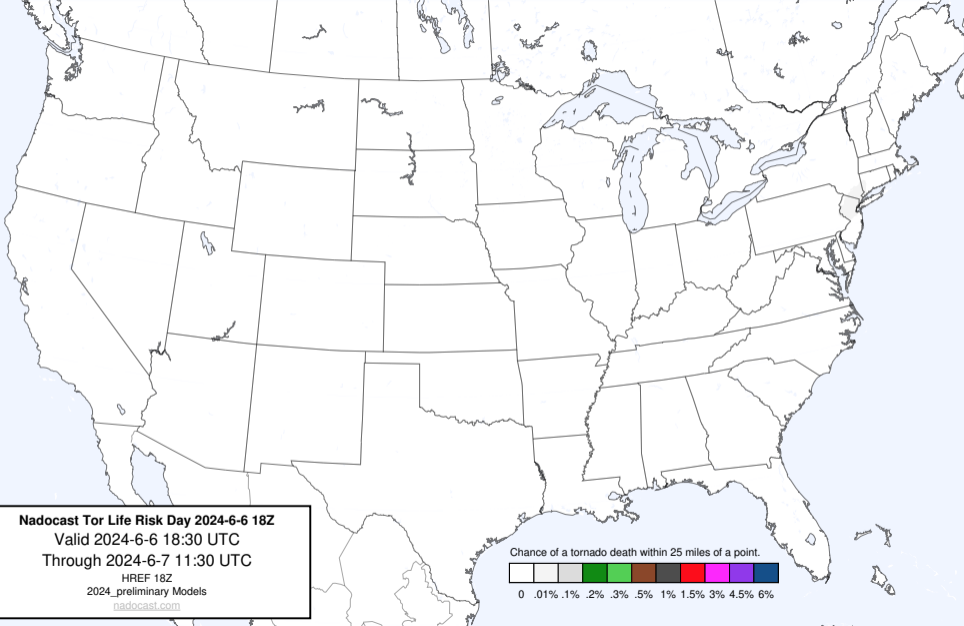 Nadocast Tor Life Risk Day 2024-6-6 18Z
Valid 2024-6-6 18:30 UTC
Through 2024-6-7 11:30 UTC
HREF 18Z
2024_preliminary Models
nadocast.com
Chance of a tornado death within 25 miles of a point.
0 .01% .1% .2% .3% .5% 1% 1.5% 3% 4.5% 6%